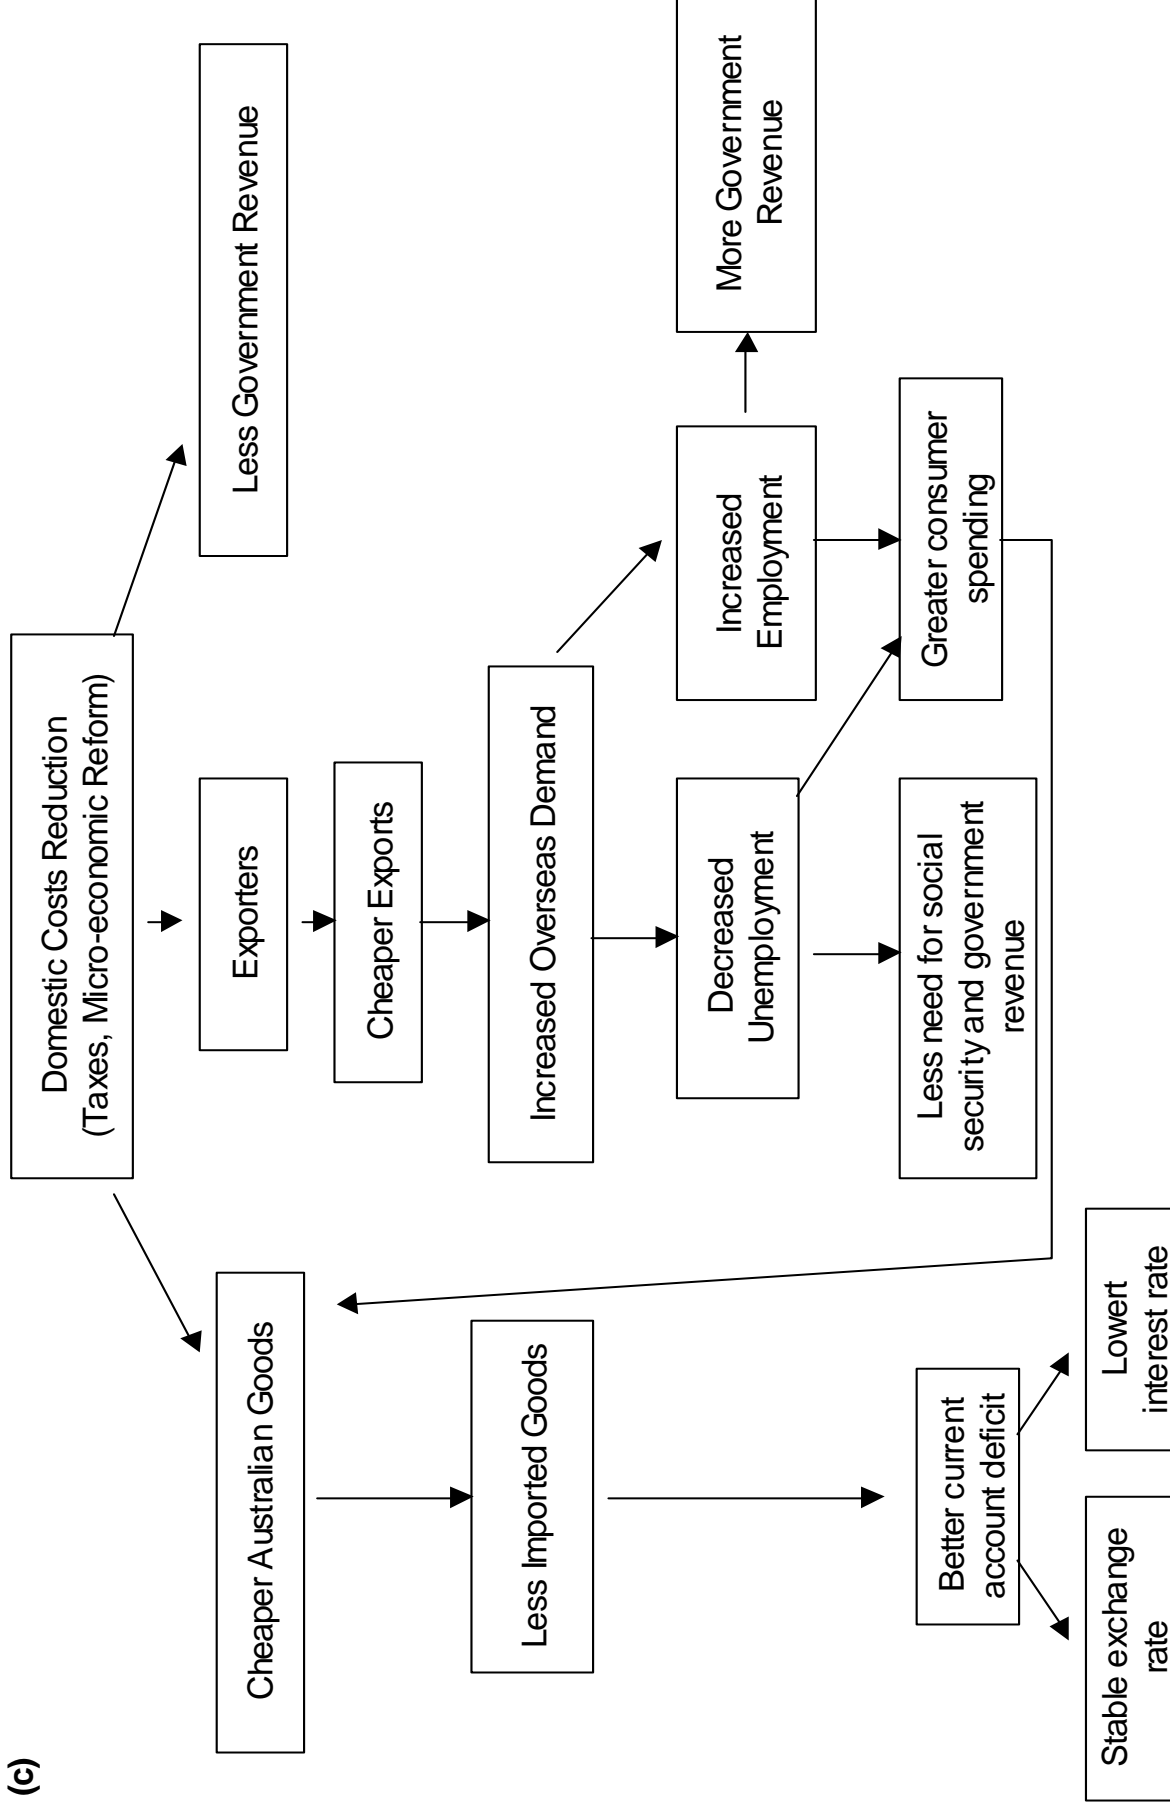 (c)
Domestic Costs Reduction
(Taxes, Micro-economic Reform)
Cheaper Australian Goods
Exporters
Less Government Revenue
Cheaper Exports
Less Imported Goods
Increased Overseas Demand
Decreased
Unemployment
Increased
Employment
More Government
Revenue
Better current
account deficit
Less need for social
security and government
revenue
Greater consumer
spending
Stable exchange
rate
Lowert
interest rate